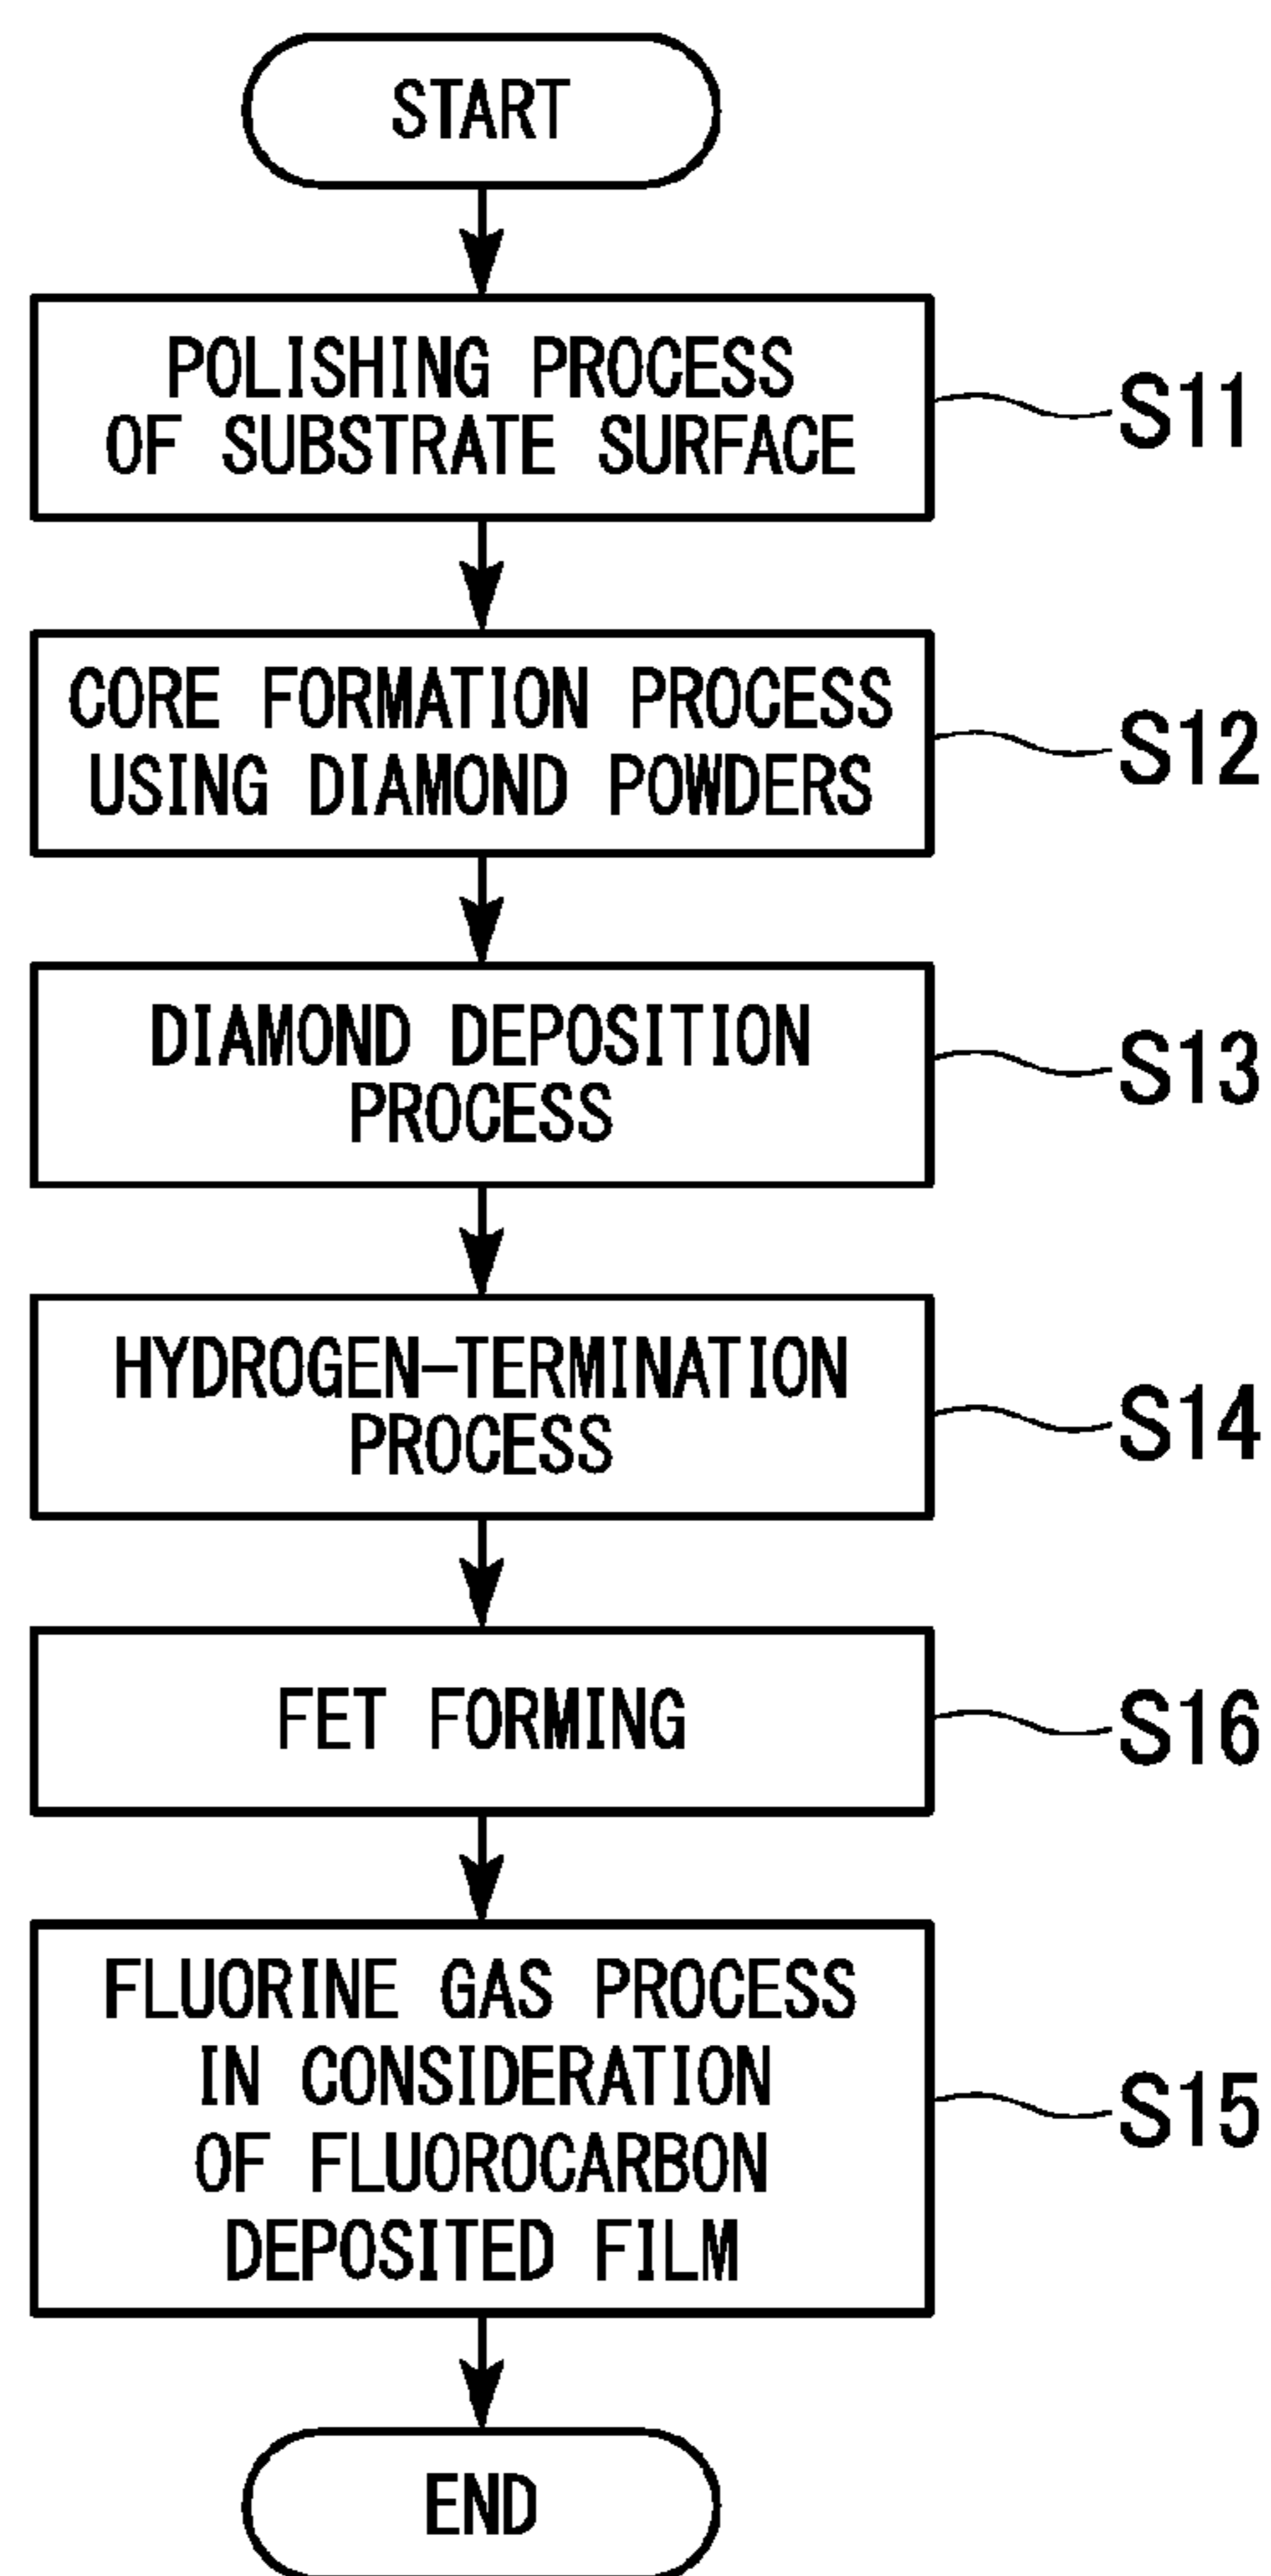 START
POLISHING PROCESS
OF SUBSTRATE SURFACE
S11
CORE FORMATION PROCESS
USING DIAMOND POWDERS
S12
DIAMOND DEPOSITION
PROCESS
S13
HYDROGEN-TERMINATION
PROCESS
S14
FET FORMING
S16
FLUORINE GAS PROCESS
IN CONSIDERATION
OF FLUOROCARBON
DEPOSITED FILM
S15
END